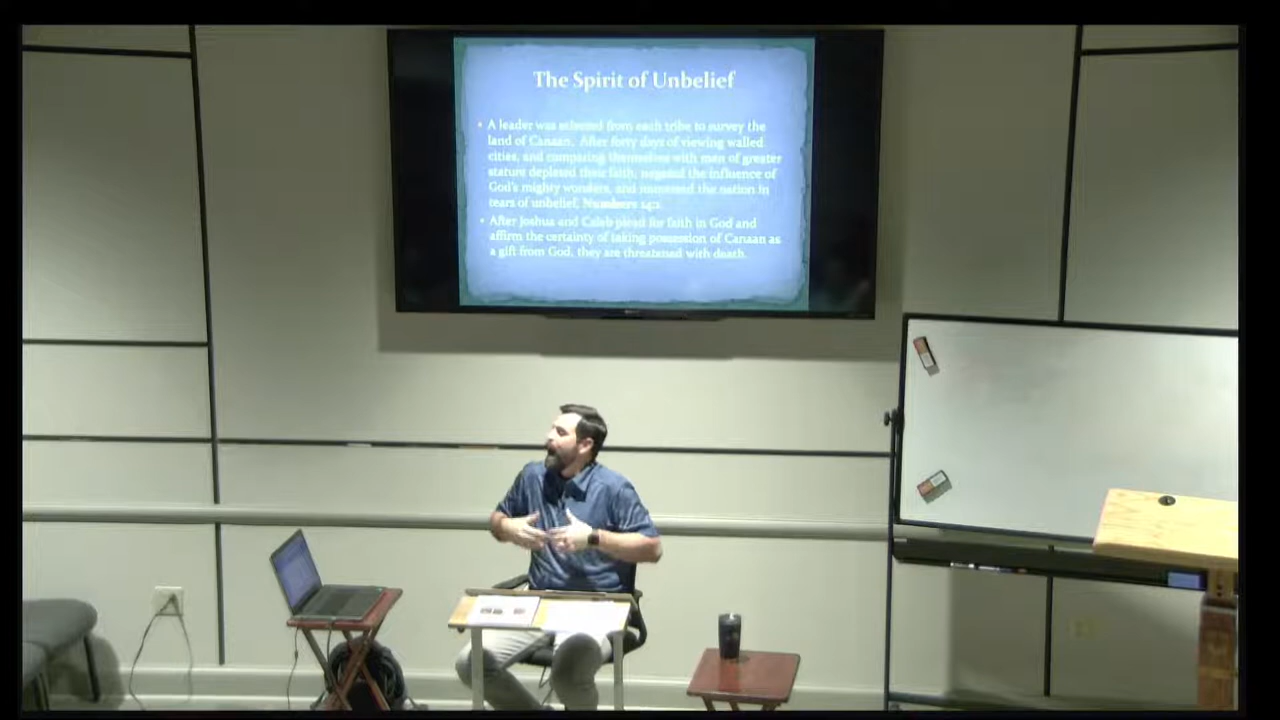 The Spirit of Unbelief
• A leader was selected from each tribe to survey the
land of Canaan. After forty days of viewing walled
cities, and comparing themselves with men of greater
stature depleted their faith, negated the influence of
God's mighty wonders, and immersed the nation in
tears of unbelief. Numbers 14:1
• After Joshua and Caleb plead for faith in God and
affirm the certainty of taking possession of Canaan as
a gift from God, they are threatened with death.